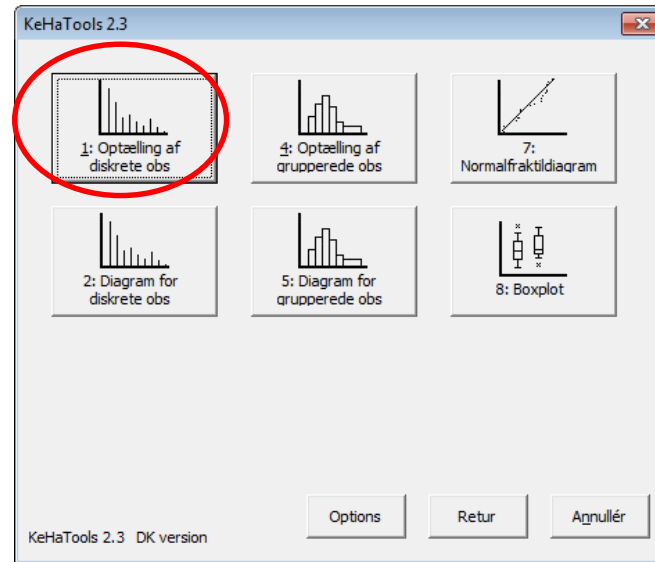 KeHaTools 2.3
1: Optælling af
diskrete obs
4: Optælling af
grupperede obs
7:
Normalfraktildiagram
2: Diagram for
diskrete obs
5: Diagram for
grupperede obs
8: Boxplot
Options
Retur
Annullér
KeHaTools 2.3 DK version